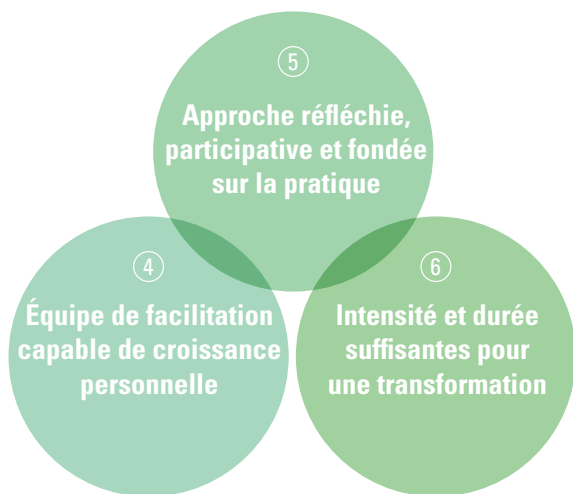 ⑤
Approche réfléchie,
participative et fondée
sur la pratique
④
Équipe de facilitation
capable de croissance
personnelle
⑥
Intensité et durée
suffisantes pour
une transformation